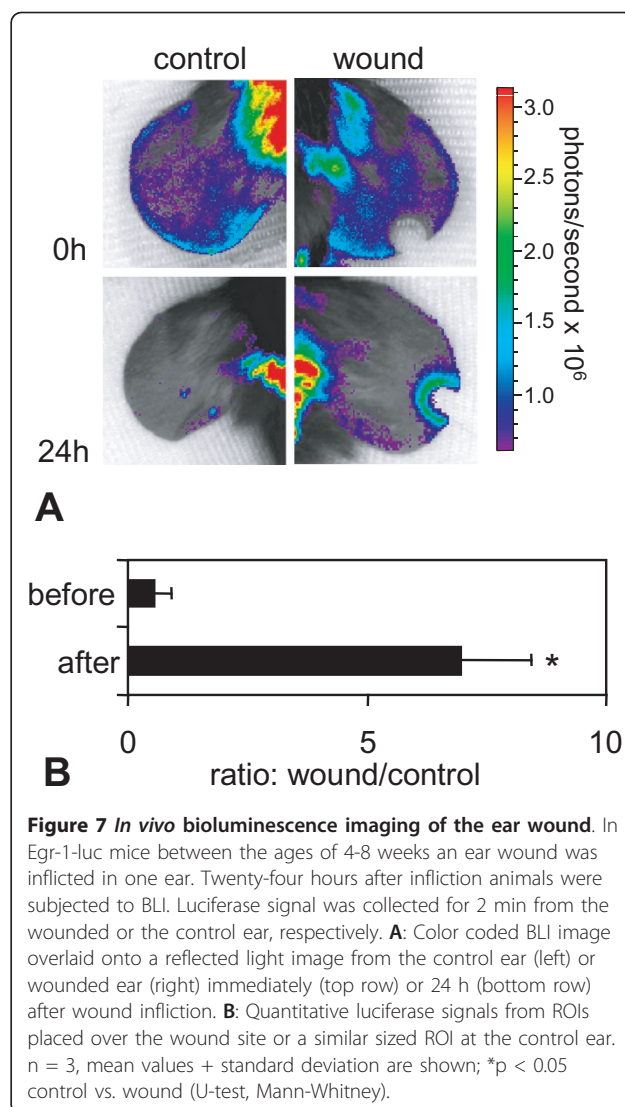 control wound
0h
24h
3.0
2.5
2.0
1.5
1.0
photons/second x 10⁶
A
before
after
*
0 5 10
B ratio: wound/control
Figure 7 In vivo bioluminescence imaging of the ear wound. In
Egr-1-luc mice between the ages of 4-8 weeks an ear wound was
inflicted in one ear. Twenty-four hours after infliction animals were
subjected to BLI. Luciferase signal was collected for 2 min from the
wounded or the control ear, respectively. A: Color coded BLI image
overlaid onto a reflected light image from the control ear (left) or
wounded ear (right) immediately (top row) or 24 h (bottom row)
after wound infliction. B: Quantitative luciferase signals from ROIs
placed over the wound site or a similar sized ROI at the control ear.
n = 3, mean values + standard deviation are shown; *p < 0.05
control vs. wound (U-test, Mann-Whitney).